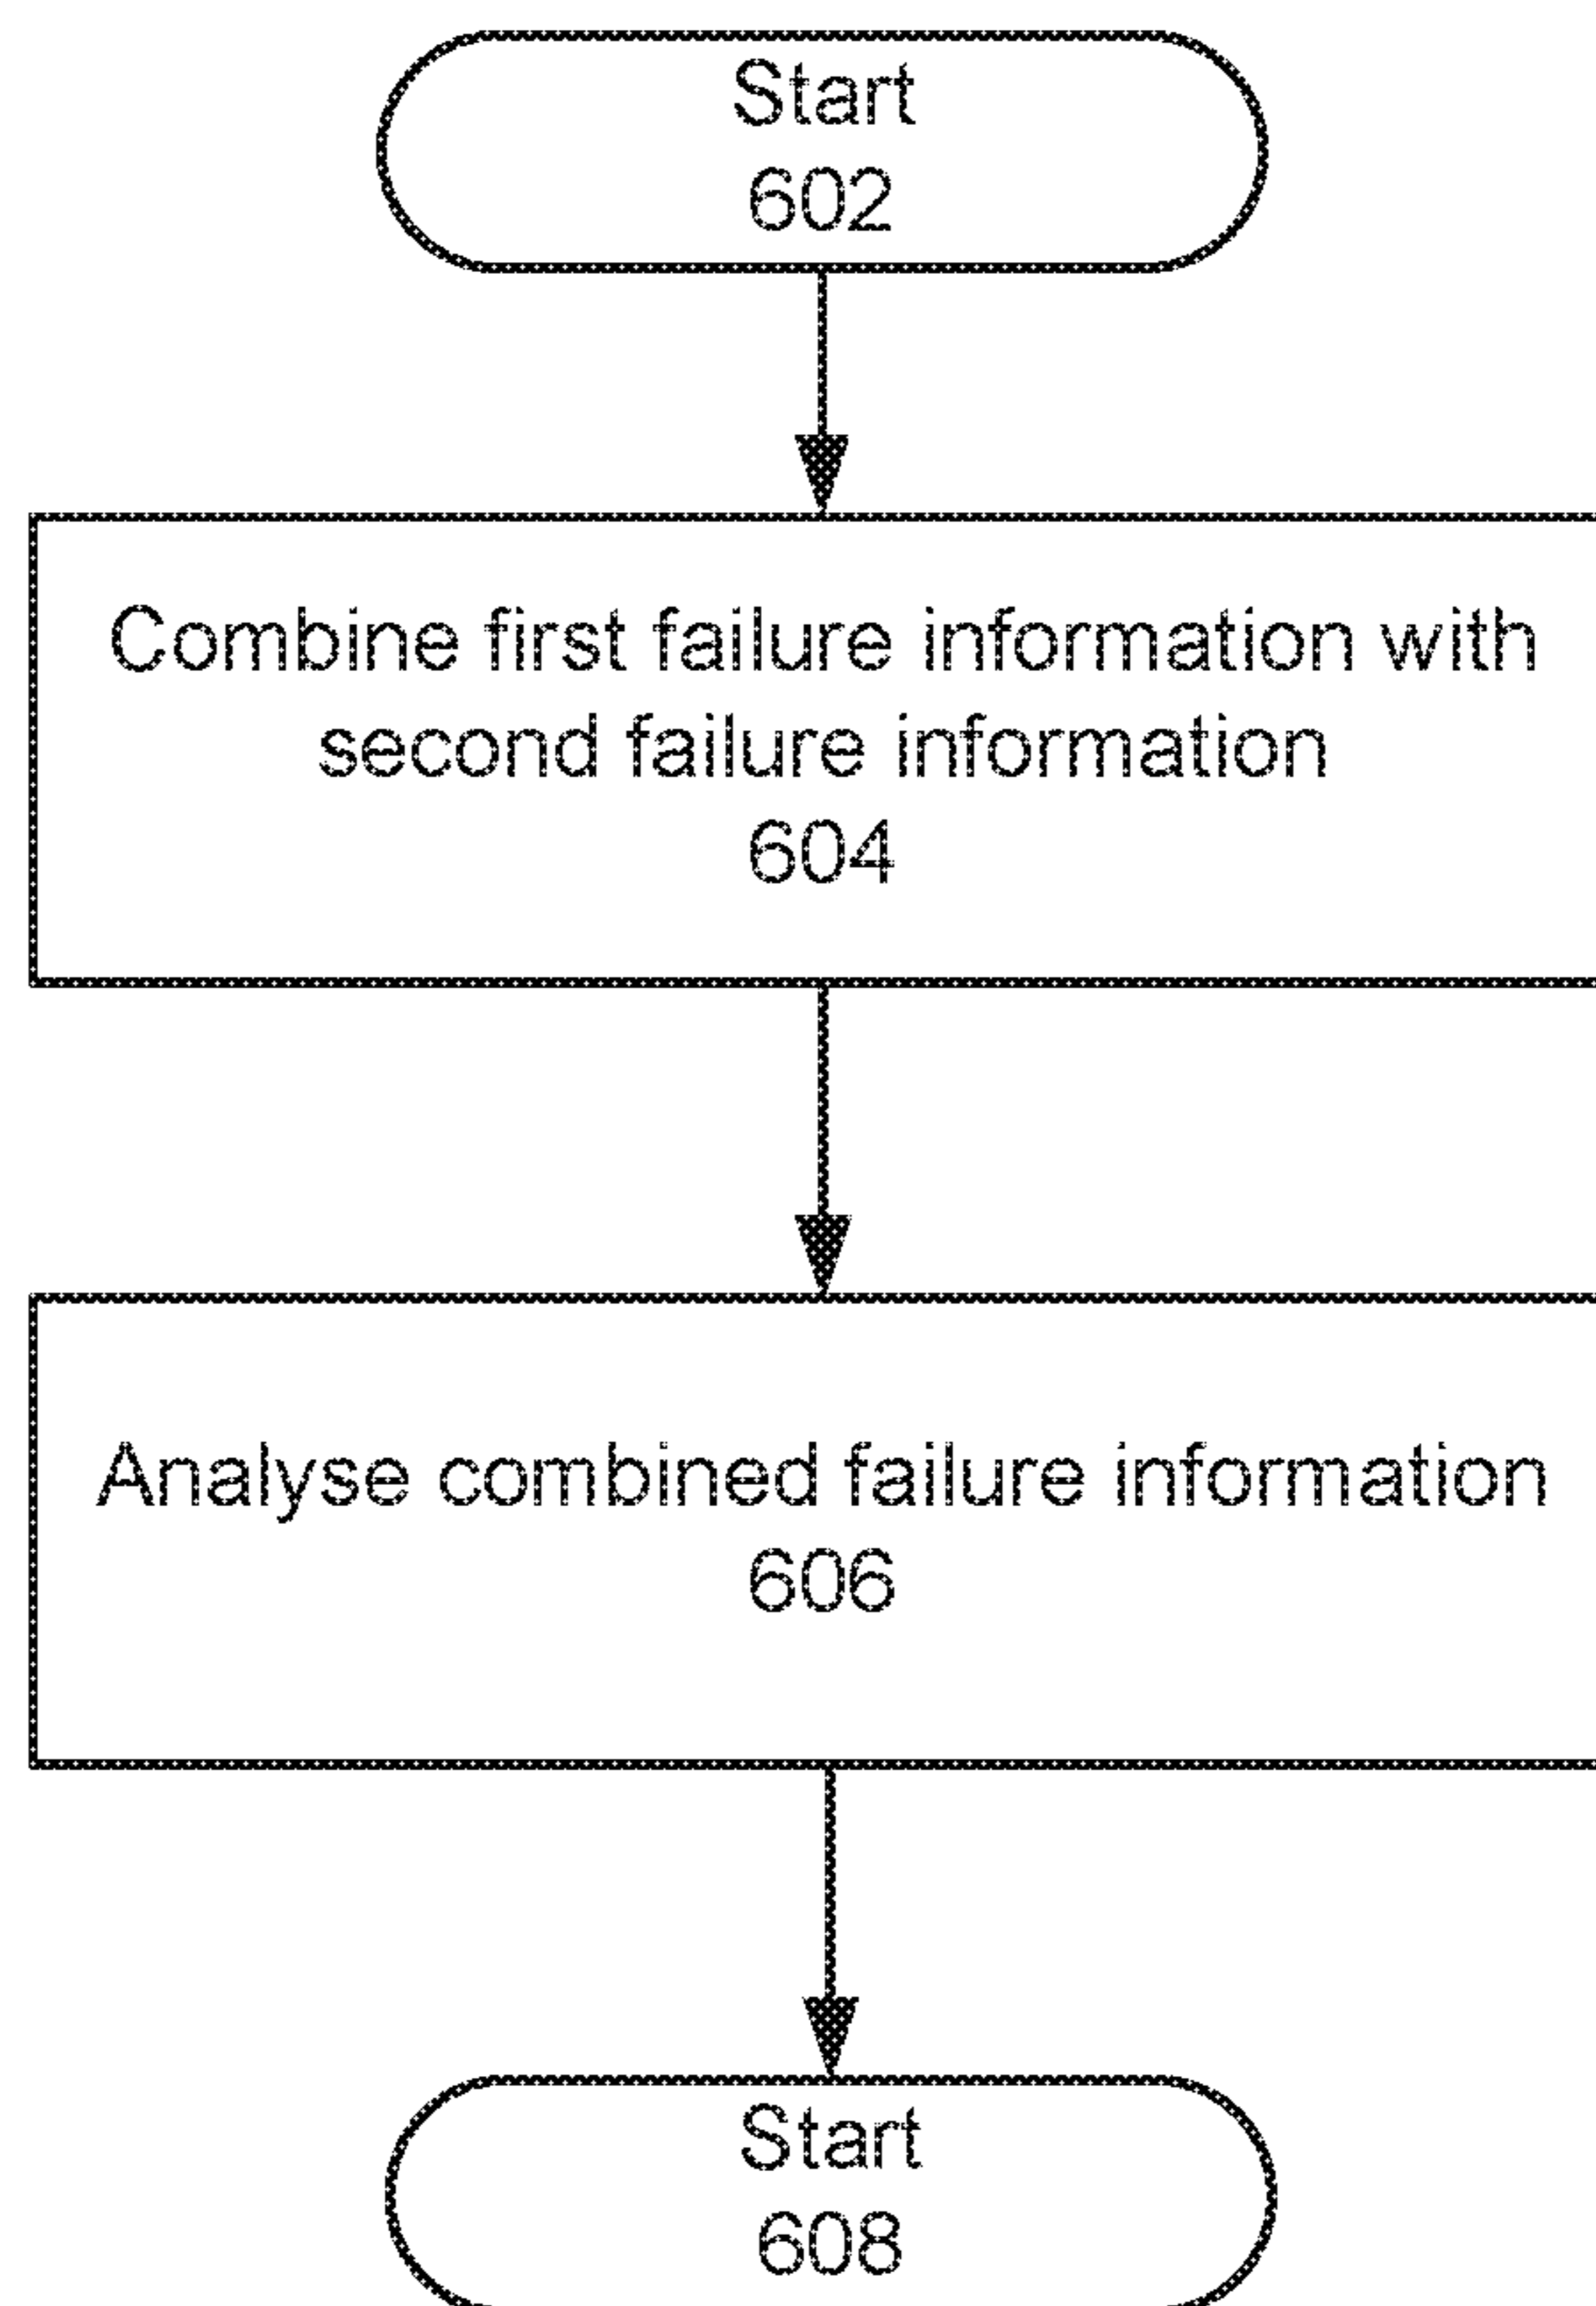 Start
602
Combine first failure information with
second failure information
604
Analyse combined failure information
606
Start
608